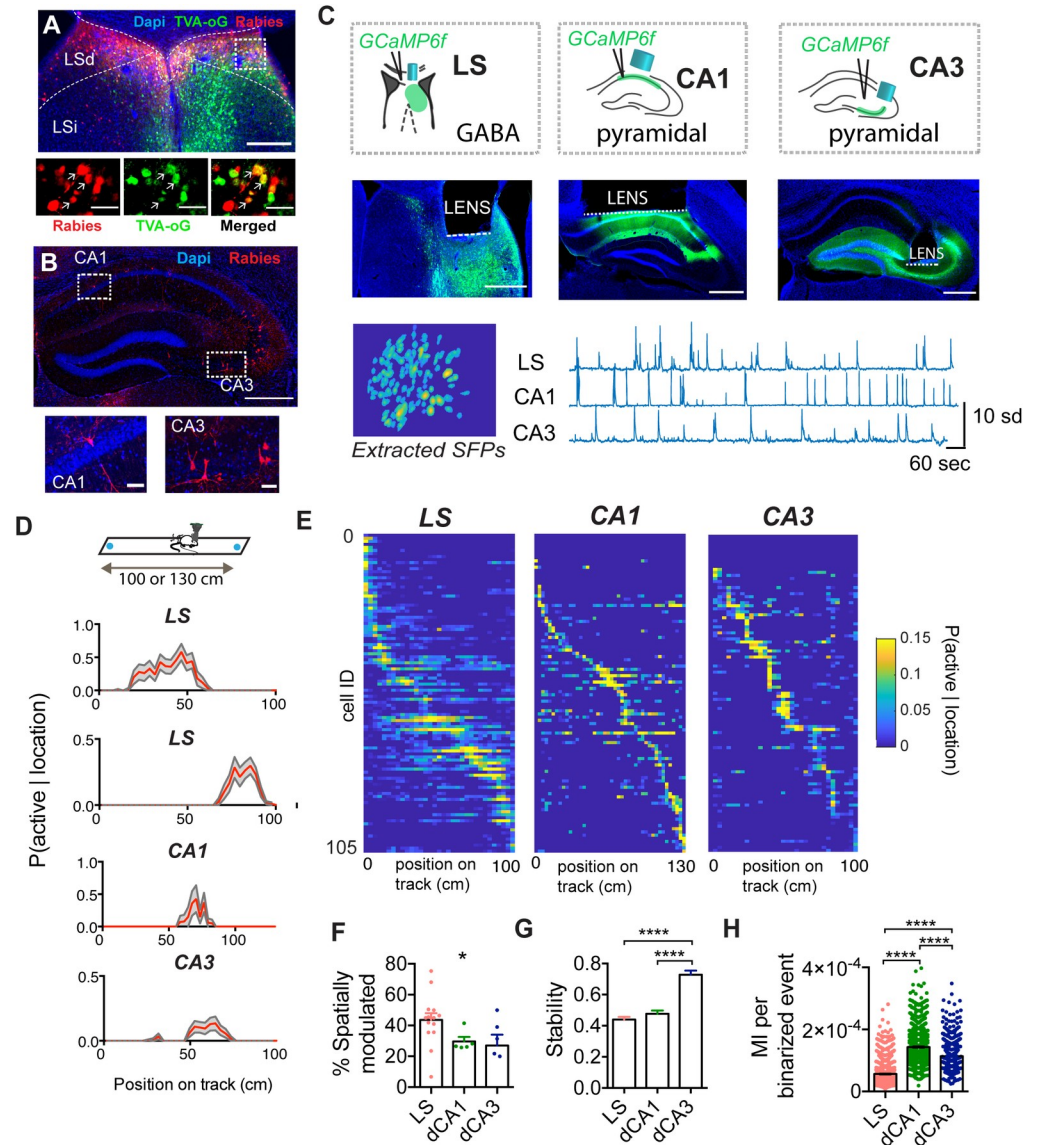 A
Dapi TVA-oG Rabies
LSd
LSi
Rabies TVA-oG Merged
B
CA1 Dapi Rabies
CA3
CA1
CA3
C
GCaMP6f
LS
GABA
GCaMP6f
CA1
pyramidal
GCaMP6f
CA3
pyramidal
LENS
LENS
LENS
Extracted SFPs
LS
CA1
CA3
10 sd
60 sec
D
100 or 130 cm
P(active | location)
LS
1.0
0.5
0.0
0 50 100
LS
0.5
0.0
0 50 100
CA1
1.0
0.5
0.0
0 50 100
CA3
0.5
0.0
0 50 100
Position on track (cm)
E
LS CA1 CA3
0
cell ID
105
0 position on 100
track (cm)
0 position on 130
track (cm)
0 position on 100
track (cm)
0.15
0.1
0.05
0
P(active | location)
F
% Spatially
modulated
80
60
40
20
0
*
LS dCA1 dCA3
G
Stability
0.8
0.6
0.4
0.2
0.0
****
****
LS dCA1 dCA3
H
MI per
binarized event
4×10-4
2×10-4
0
****
**** ****
LS dCA1 dCA3